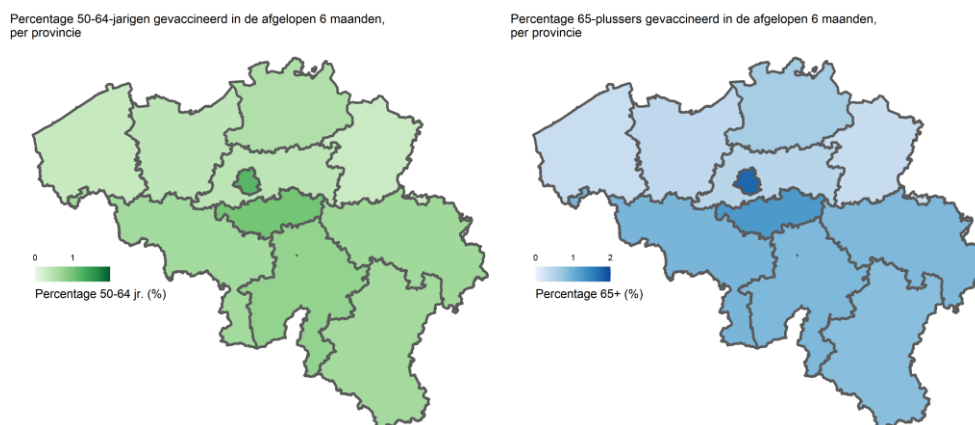 Percentage 50-64-jarigen gevaccineerd in de afgelopen 6 maanden,
per provincie
0 1
Percentage 50-64 jr. (%)
Percentage 65-plussers gevaccineerd in de afgelopen 6 maanden,
per provincie
0 1 2
Percentage 65+ (%)